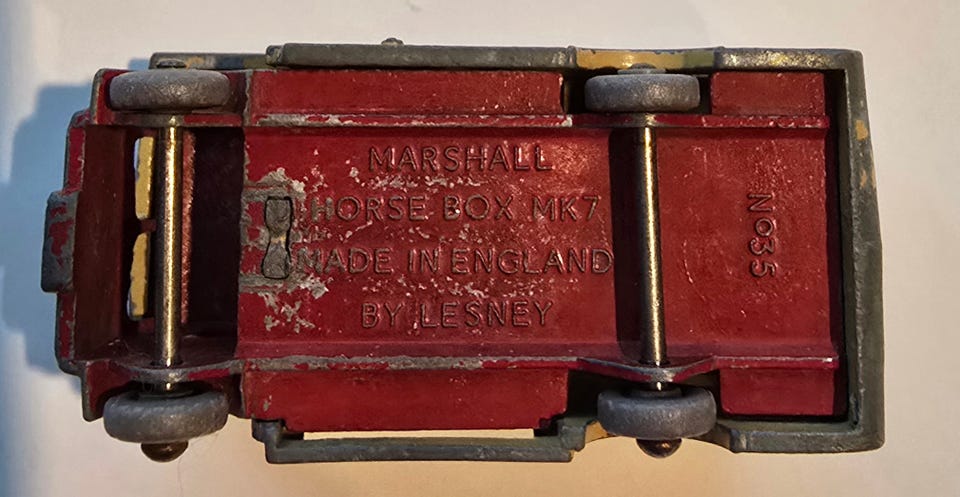 MARSHALL
HORSE BOX MK7
MADE IN ENGLAND
BY LESNEY
No35